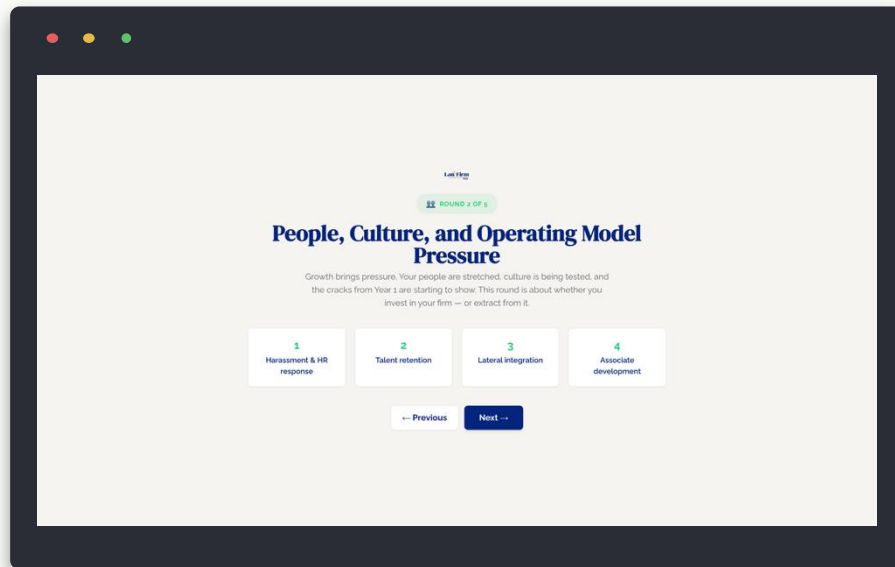 Law Firm
ROUND 2 OF 5
People, Culture, and Operating Model
Pressure
Growth brings pressure. Your people are stretched, culture is being tested, and
the cracks from Year 1 are starting to show. This round is about whether you
invest in your firm — or extract from it.
1
Harassment & HR
response
2
Talent retention
3
Lateral integration
4
Associate
development
← Previous
Next →